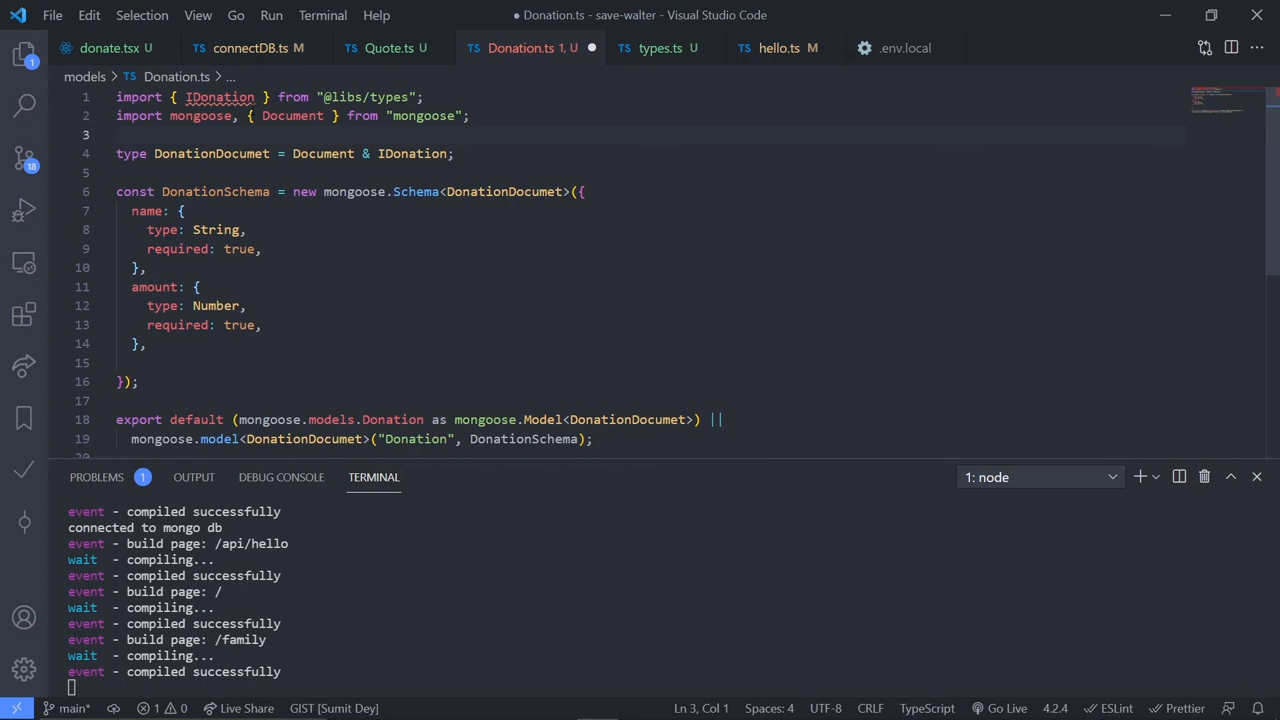 File Edit Selection View Go Run Terminal Help ● Donation.ts - save-walter - Visual Studio Code
1 donate.tsx U TS connectDB.ts M TS Quote.ts U TS Donation.ts 1, U ● TS types.ts U TS hello.ts M .env.local ...
models > TS Donation.ts > ...
1 import { IDonation } from "@libs/types";
2 import mongoose, { Document } from "mongoose";
3
4 type DonationDocumet = Document & IDonation;
5
6 const DonationSchema = new mongoose.Schema<DonationDocumet>({
7 name: {
8 type: String,
9 required: true,
10 },
11 amount: {
12 type: Number,
13 required: true,
14 },
15
16 });
17
18 export default (mongoose.models.Donation as mongoose.Model<DonationDocumet>) ||
19 mongoose.model<DonationDocumet>("Donation", DonationSchema);
20
18
PROBLEMS 1 OUTPUT DEBUG CONSOLE TERMINAL 1: node
event - compiled successfully
connected to mongo db
event - build page: /api/hello
wait - compiling...
event - compiled successfully
event - build page: /
wait - compiling...
event - compiled successfully
event - build page: /family
wait - compiling...
event - compiled successfully
main* 1 0 Live Share GIST [Sumit Dey] Ln 3, Col 1 Spaces: 4 UTF-8 CRLF TypeScript Go Live 4.2.4 ESLint Prettier